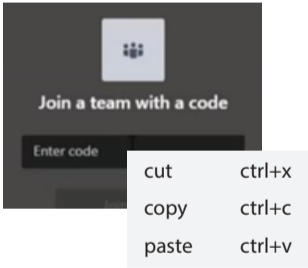 Join a team with a code
Enter code
cut ctrl+x
copy ctrl+c
paste ctrl+v